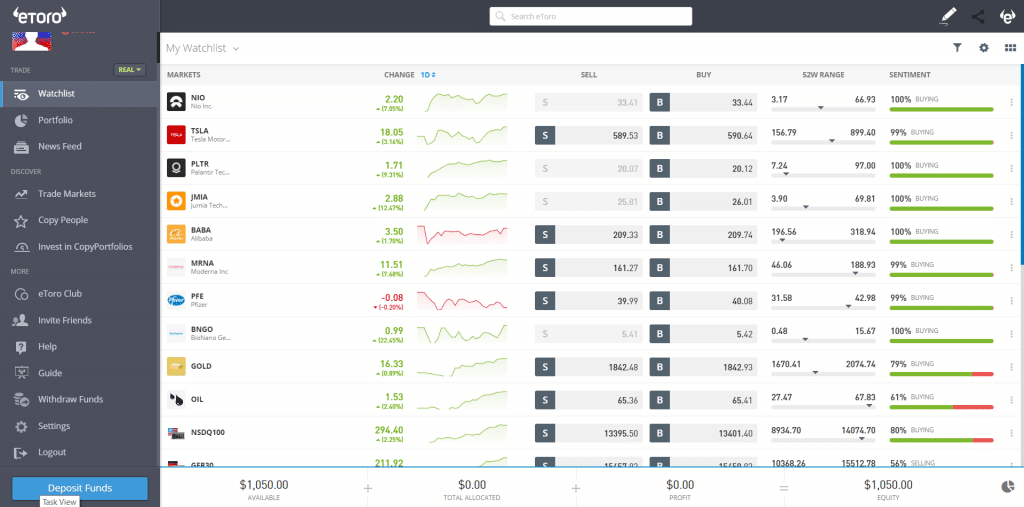 eToro
Search eToro
TRADE
REAL
Watchlist
Portfolio
News Feed
DISCOVER
Trade Markets
Copy People
Invest in CopyPortfolios
MORE
eToro Club
Invite Friends
Help
Guide
Withdraw Funds
Settings
Logout
Deposit Funds
Task View
My Watchlist
MARKETS CHANGE 1D SELL BUY 52W RANGE SENTIMENT
NIO 2.20 S 33.41 B 33.44 3.17 66.93 100% BUYING
Nio Inc. (7.05%)
TSLA 18.05 S 589.53 B 590.64 156.79 899.40 99% BUYING
Tesla Motor... (3.16%)
PLTR 1.71 S 20.07 B 20.12 7.24 97.00 100% BUYING
Palantir Tec... (9.31%)
JMIA 2.88 S 25.81 B 26.01 3.90 69.81 100% BUYING
Jumia Tech... (12.47%)
BABA 3.50 S 209.33 B 209.74 196.56 318.94 100% BUYING
Alibaba (1.70%)
MRNA 11.51 S 161.27 B 161.70 46.06 188.93 99% BUYING
Moderna Inc (7.68%)
PFE -0.08 S 39.99 B 40.08 31.58 42.98 99% BUYING
Pfizer (-0.20%)
BNGO 0.99 S 5.41 B 5.42 0.48 15.67 100% BUYING
BioNano Ge... (22.45%)
GOLD 16.33 S 1842.48 B 1842.93 1670.41 2074.74 79% BUYING
(0.89%)
OIL 1.53 S 65.36 B 65.41 27.47 67.83 61% BUYING
(2.40%)
NSDQ100 294.40 S 13395.50 B 13401.40 8934.70 14074.70 80% BUYING
(2.25%)
GER30 211.92 10368.26 15512.78 56% SELLING
$1,050.00 + $0.00 + $0.00 = $1,050.00
AVAILABLE TOTAL ALLOCATED PROFIT EQUITY